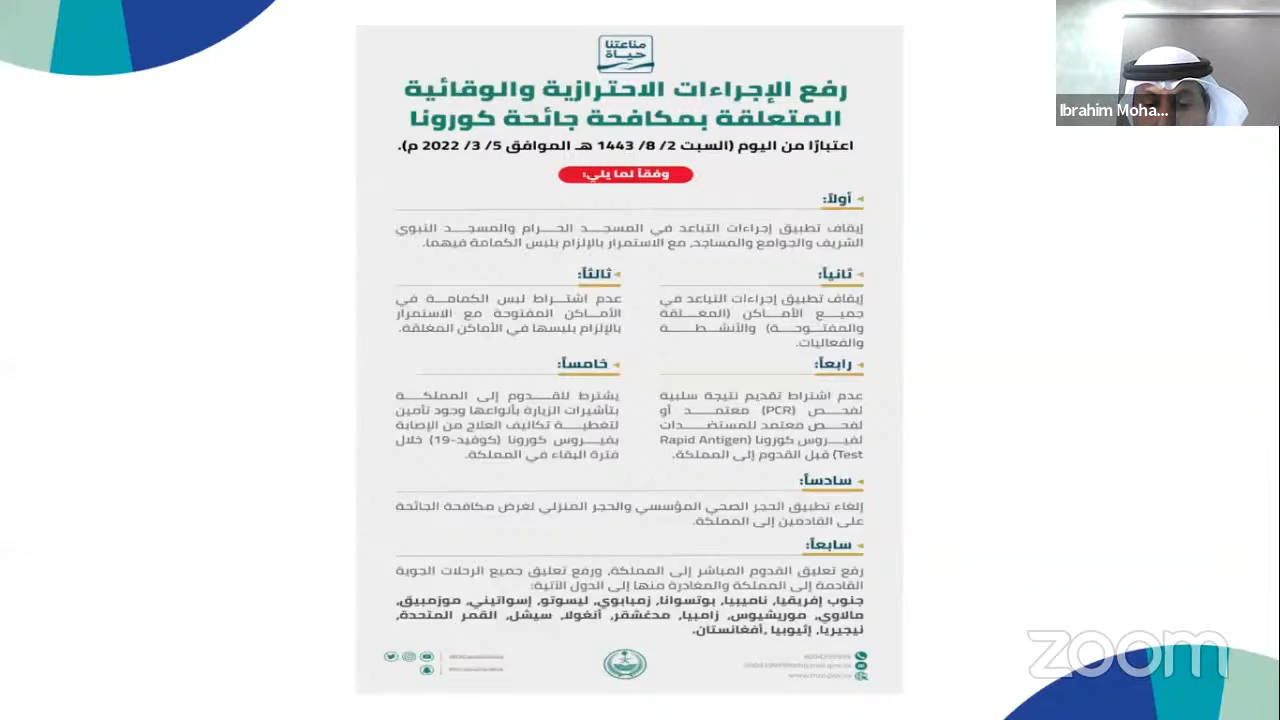 مناعتنا
حياة
رفع الإجراءات الاحترازية والوقائية
المتعلقة بمكافحة جائحة كورونا
اعتبارًا من اليوم (السبت 2/ 8/ 1443 هـ الموافق 5/ 3/ 2022 م).
وفقاً لما يلي:
أولاً:
إيقاف تطبيق إجراءات التباعد في المسجد الحرام والمسجد النبوي
الشريف والجوامع والمساجد، مع الاستمرار بالإلزام بلبس الكمامة فيهما.
ثانياً:
إيقاف تطبيق إجراءات التباعد في
جميع الأماكن (المغلقة
والمفتوحة) والأنشطة
والفعاليات.
ثالثاً:
عدم اشتراط لبس الكمامة في
الأماكن المفتوحة مع الاستمرار
بالإلزام بلبسها في الأماكن المغلقة.
رابعاً:
عدم اشتراط تقديم نتيجة سلبية
لفحص (PCR) معتمد أو
لفحص معتمد للمستضدات
لفيروس كورونا (Rapid Antigen
Test) قبل القدوم إلى المملكة.
خامساً:
يشترط للقدوم إلى المملكة
بتأشيرات الزيارة بأنواعها وجود تأمين
لتغطية تكاليف العلاج من الإصابة
بفيروس كورونا (كوفيد-19) خلال
فترة البقاء في المملكة.
سادساً:
إلغاء تطبيق الحجر الصحي المؤسسي والحجر المنزلي لغرض مكافحة الجائحة
على القادمين إلى المملكة.
سابعاً:
رفع تعليق القدوم المباشر إلى المملكة، ورفع تعليق جميع الرحلات الجوية
القادمة إلى المملكة والمغادرة منها إلى الدول الآتية:
جنوب إفريقيا، ناميبيا، بوتسوانا، زمبابوي، ليسوتو، إسواتيني، موزمبيق،
مالاوي، موريشيوس، زامبيا، مدغشقر، أنغولا، سيشل، القمر المتحدة،
نيجيريا، إثيوبيا ،أفغانستان.
Ibrahim Moha...
zoom